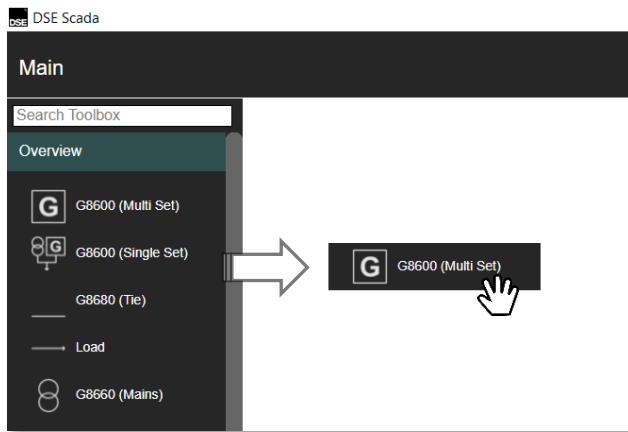 DSE DSE Scada
Main
Search Toolbox
Overview
G G8600 (Multi Set)
G G8600 (Single Set)
G8680 (Tie)
Load
G8660 (Mains)
G G8600 (Multi Set)